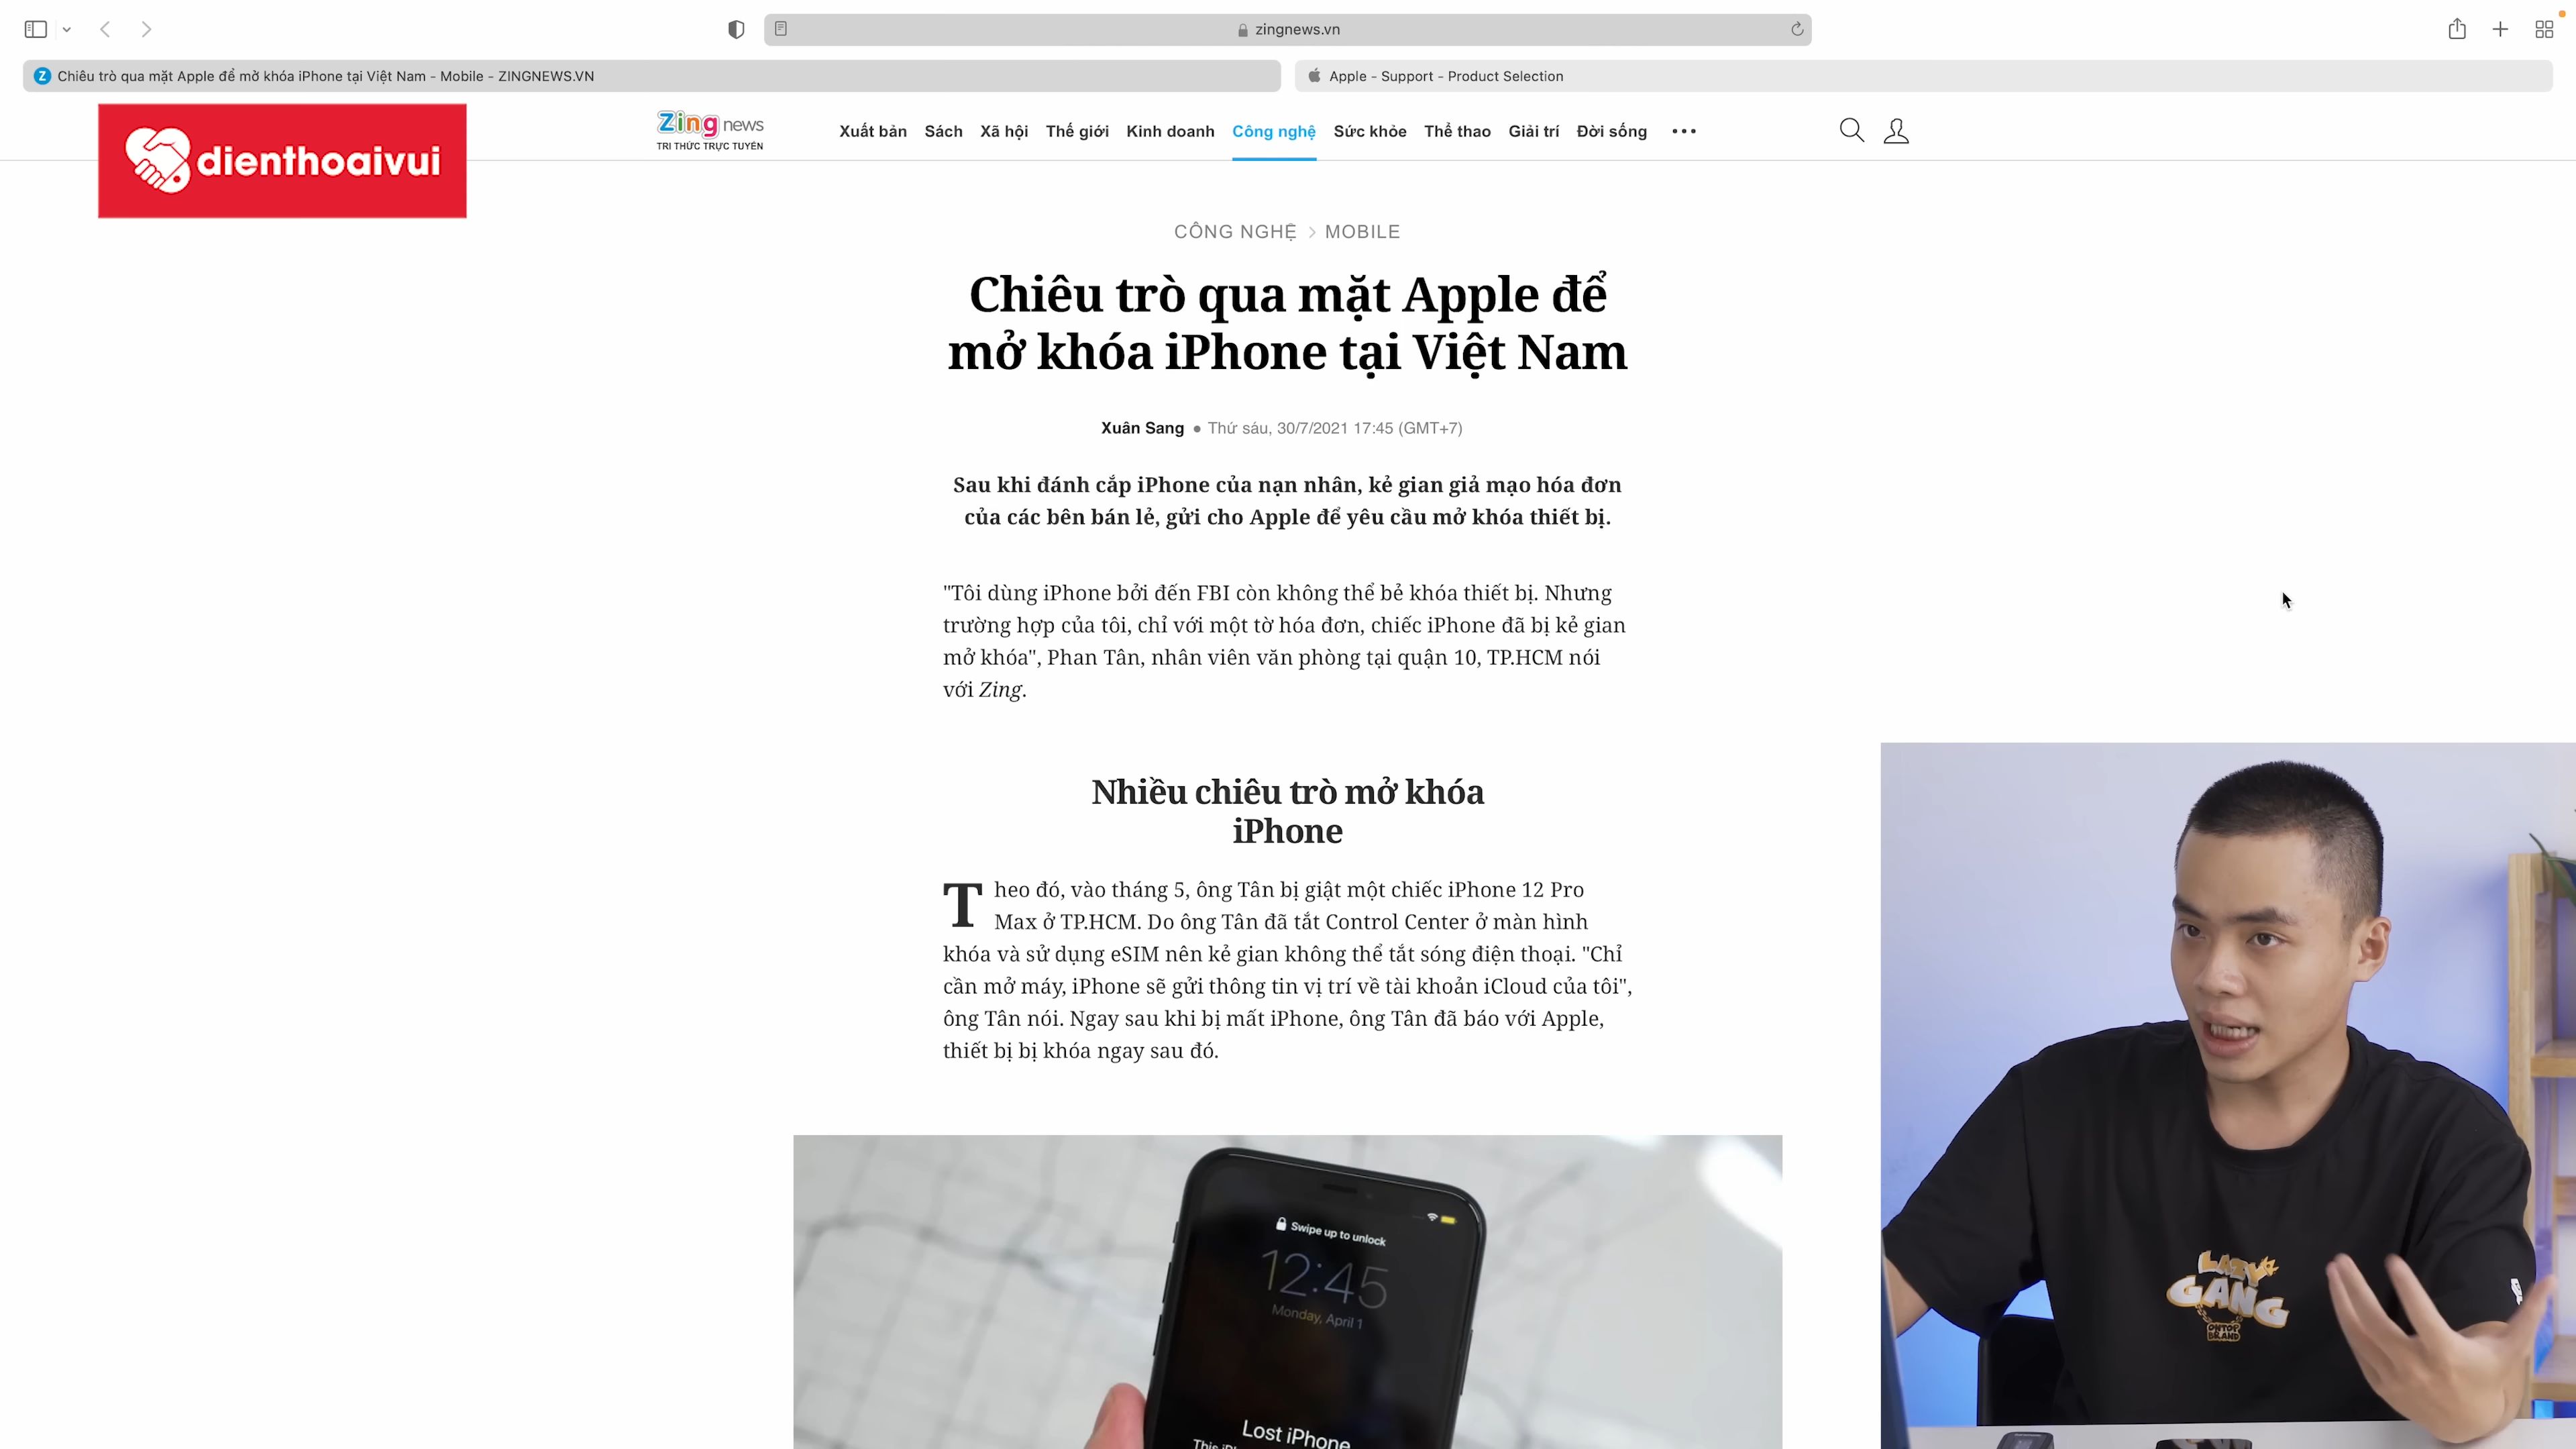 zingnews.vn
Chiêu trò qua mặt Apple để mở khóa iPhone tại Việt Nam - Mobile - ZINGNEWS.VN
Apple - Support - Product Selection
dienthoaivui
Zing news
TRI THỨC TRỰC TUYẾN
Xuất bản Sách Xã hội Thế giới Kinh doanh Công nghệ Sức khỏe Thể thao Giải trí Đời sống
CÔNG NGHỆ > MOBILE
Chiêu trò qua mặt Apple để
mở khóa iPhone tại Việt Nam
Xuân Sang • Thứ sáu, 30/7/2021 17:45 (GMT+7)
Sau khi đánh cắp iPhone của nạn nhân, kẻ gian giả mạo hóa đơn
của các bên bán lẻ, gửi cho Apple để yêu cầu mở khóa thiết bị.
"Tôi dùng iPhone bởi đến FBI còn không thể bẻ khóa thiết bị. Nhưng
trường hợp của tôi, chỉ với một tờ hóa đơn, chiếc iPhone đã bị kẻ gian
mở khóa", Phan Tân, nhân viên văn phòng tại quận 10, TP.HCM nói
với Zing.
Nhiều chiêu trò mở khóa
iPhone
Theo đó, vào tháng 5, ông Tân bị giật một chiếc iPhone 12 Pro
Max ở TP.HCM. Do ông Tân đã tắt Control Center ở màn hình
khóa và sử dụng eSIM nên kẻ gian không thể tắt sóng điện thoại. "Chỉ
cần mở máy, iPhone sẽ gửi thông tin vị trí về tài khoản iCloud của tôi",
ông Tân nói. Ngay sau khi bị mất iPhone, ông Tân đã báo với Apple,
thiết bị bị khóa ngay sau đó.
Swipe up to unlock
12:45
Monday, April 1
Lost iPhone
LAZY
GANG
ONTOP
BRAND